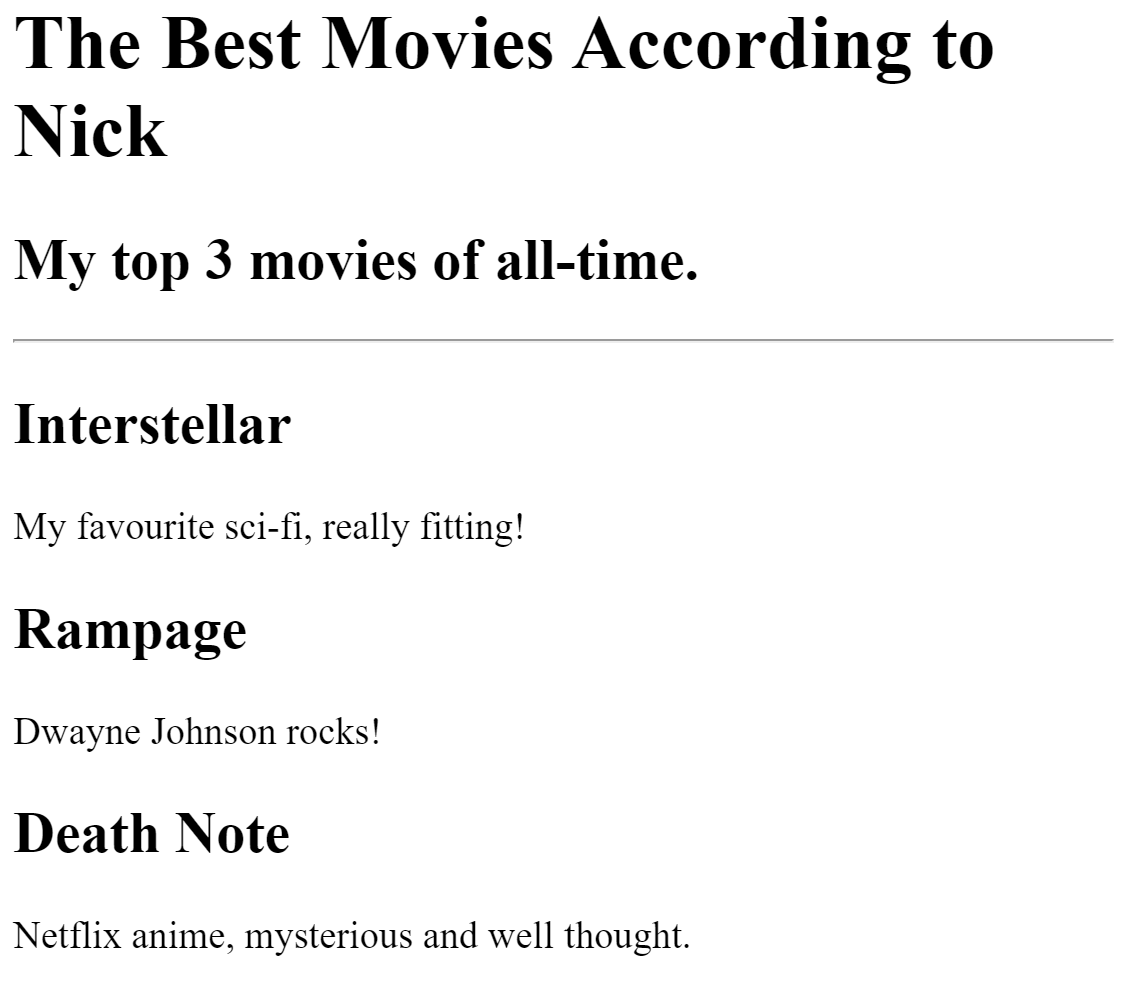 The Best Movies According to
Nick
My top 3 movies of all-time.
Interstellar
My favourite sci-fi, really fitting!
Rampage
Dwayne Johnson rocks!
Death Note
Netflix anime, mysterious and well thought.